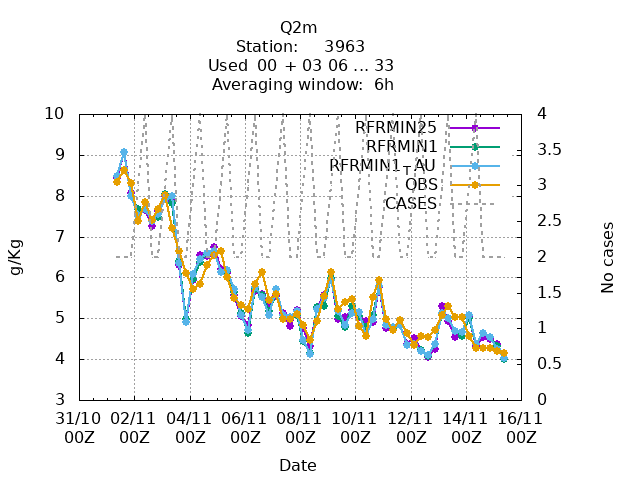 Q2m
Station:     3963
Used  00 + 03 06 ... 33
Averaging window:  6h
10
9
8
7
6
5
4
3
g/Kg
4
3.5
3
2.5
2
1.5
1
0.5
0
No cases
RFRMIN25
RFRMIN1
RFRMIN1_AU
OBS
CASES
31/10 02/11 04/11 06/11 08/11 10/11 12/11 14/11 16/11
00Z 00Z 00Z 00Z 00Z 00Z 00Z 00Z 00Z
Date